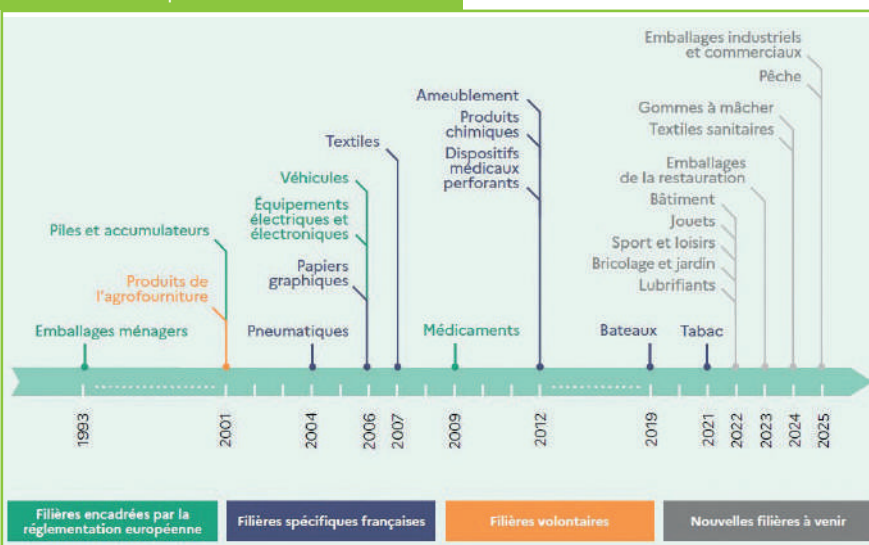 Emballages industriels
et commerciaux
Pêche
Ameublement
Gommes à mâcher
Produits
chimiques
Textiles sanitaires
Textiles
Dispositifs
médicaux
perforants
Emballages
de la restauration
Véhicules
Bâtiment
Équipements
électriques et
électroniques
Jouets
Piles et accumulateurs
Sport et loisirs
Papiers
graphiques
Bricolage et jardin
Produits de
l'agrofourniture
Lubrifiants
Emballages ménagers
Pneumatiques
Médicaments
Bateaux
Tabac
1993
2001
2004
2006
2007
2009
2012
2019
2021
2022
2023
2024
2025
Filières encadrées par la
réglementation européenne
Filières spécifiques françaises
Filières volontaires
Nouvelles filières à venir